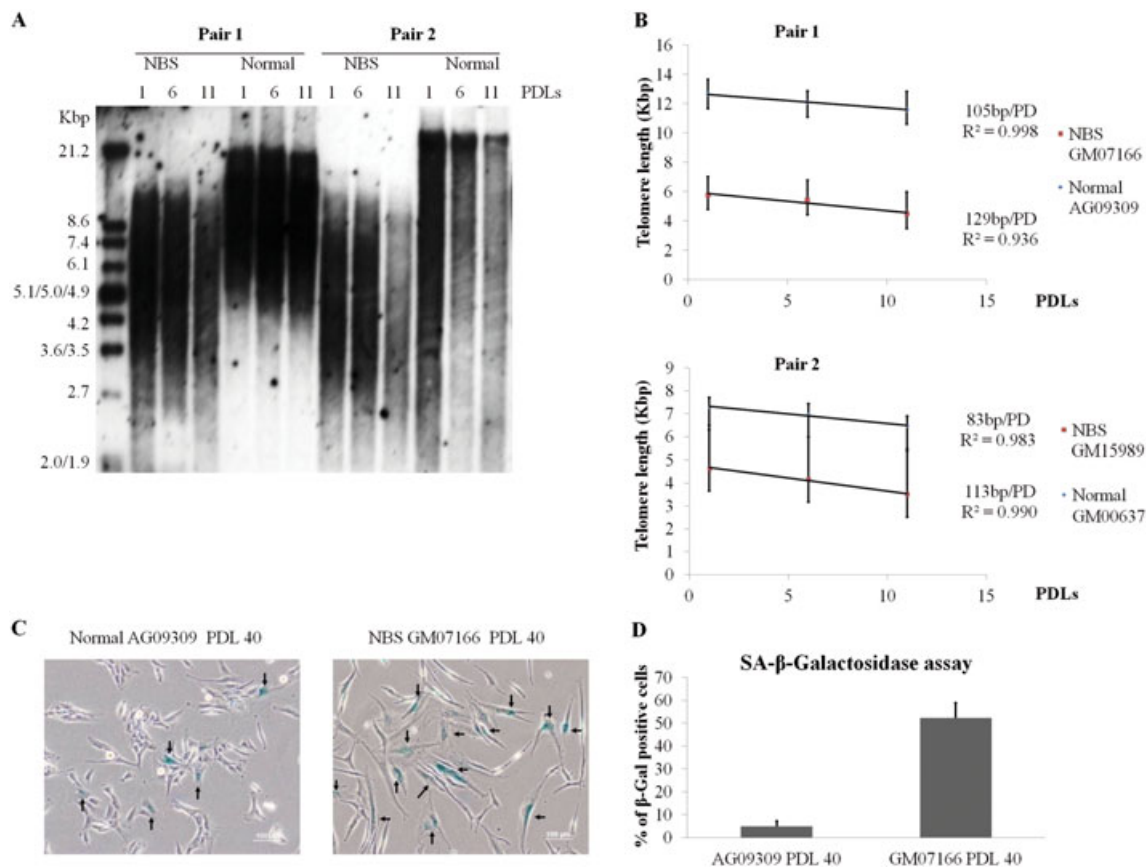 A
Pair 1
Pair 2
NBS
Normal
NBS
Normal
1 6 11 1 6 11 1 6 11 1 6 11 PDLs
Kbp
21.2
8.6
7.4
6.1
5.1/5.0/4.9
4.2
3.6/3.5
2.7
2.0/1.9
B
Pair 1
Telomere length (Kbp)
16
14
12
10
8
6
4
2
0
0 5 10 15 PDLs
105bp/PD
R² = 0.998
129bp/PD
R² = 0.936
NBS
GM07166
Normal
AG09309
Pair 2
Telomere length (Kbp)
9
8
7
6
5
4
3
2
1
0
0 5 10 15 PDLs
83bp/PD
R² = 0.983
113bp/PD
R² = 0.990
NBS
GM15989
Normal
GM00637
C
Normal AG09309 PDL 40
NBS GM07166 PDL 40
D
SA-β-Galactosidase assay
% of β-Gal positive cells
70
60
50
40
30
20
10
0
AG09309 PDL 40
GM07166 PDL 40